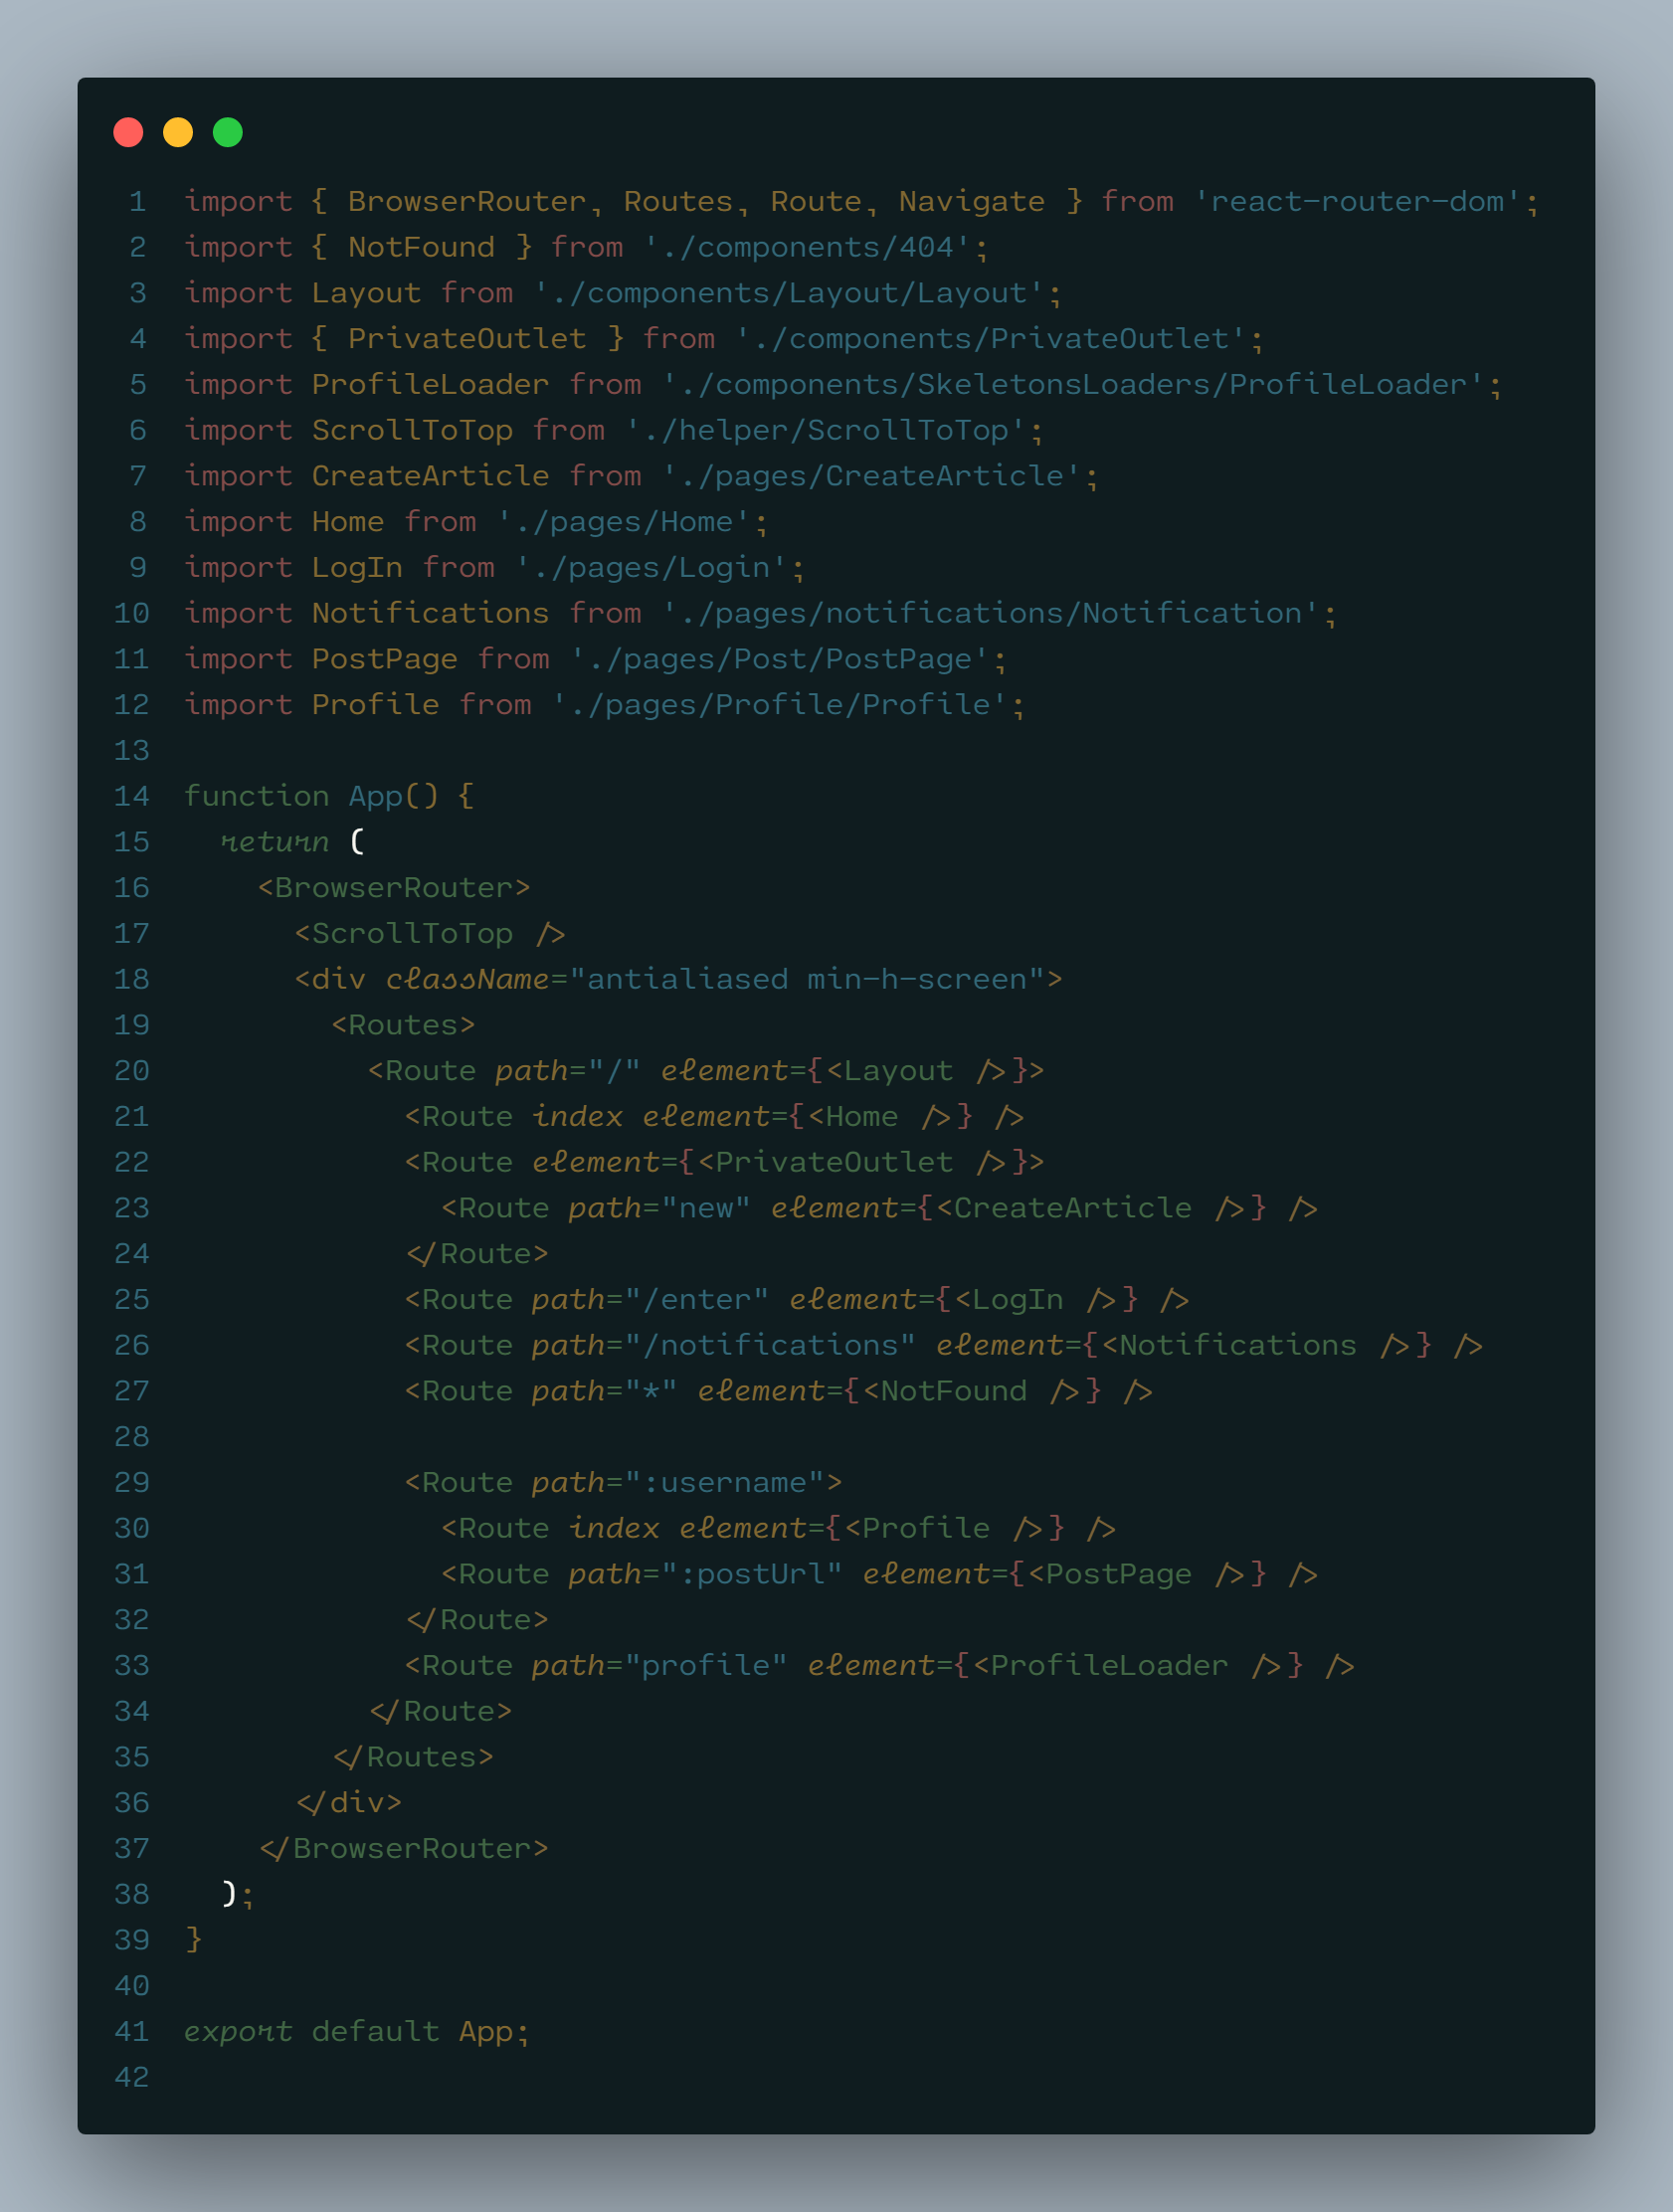 1 import { BrowserRouter, Routes, Route, Navigate } from 'react-router-dom';
2 import { NotFound } from './components/404';
3 import Layout from './components/Layout/Layout';
4 import { PrivateOutlet } from './components/PrivateOutlet';
5 import ProfileLoader from './components/SkeletonsLoaders/ProfileLoader';
6 import ScrollToTop from './helper/ScrollToTop';
7 import CreateArticle from './pages/CreateArticle';
8 import Home from './pages/Home';
9 import LogIn from './pages/Login';
10 import Notifications from './pages/notifications/Notification';
11 import PostPage from './pages/Post/PostPage';
12 import Profile from './pages/Profile/Profile';
13
14 function App() {
15   return (
16     <BrowserRouter>
17       <ScrollToTop />
18       <div className="antialiased min-h-screen">
19         <Routes>
20           <Route path="/" element={<Layout />}>
21             <Route index element={<Home />} />
22             <Route element={<PrivateOutlet />}>
23               <Route path="new" element={<CreateArticle />} />
24             </Route>
25             <Route path="/enter" element={<LogIn />} />
26             <Route path="/notifications" element={<Notifications />} />
27             <Route path="*" element={<NotFound />} />
28
29             <Route path=":username">
30               <Route index element={<Profile />} />
31               <Route path=":postUrl" element={<PostPage />} />
32             </Route>
33             <Route path="profile" element={<ProfileLoader />} />
34           </Route>
35         </Routes>
36       </div>
37     </BrowserRouter>
38   );
39 }
40
41 export default App;
42